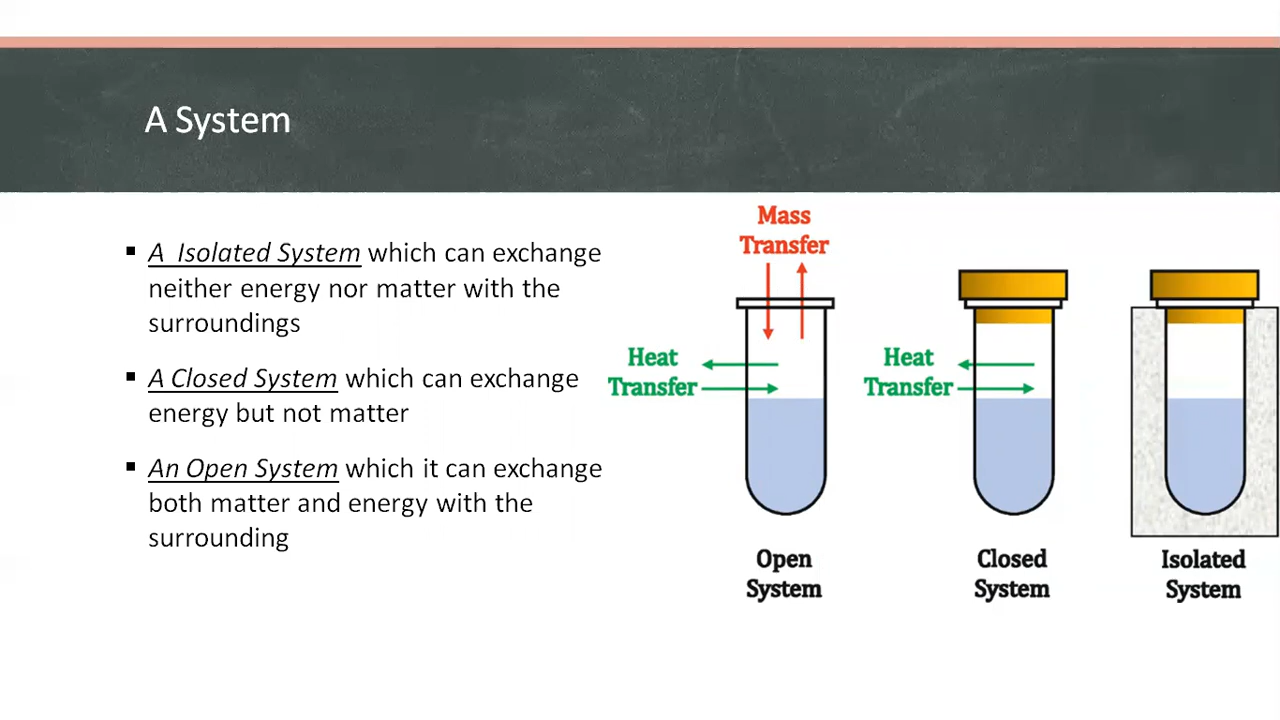 A System
▪ A  Isolated System which can exchange
neither energy nor matter with the
surroundings
▪ A Closed System which can exchange
energy but not matter
▪ An Open System which it can exchange
both matter and energy with the
surrounding
Mass
Transfer
Heat
Transfer
Open
System
Heat
Transfer
Closed
System
Isolated
System